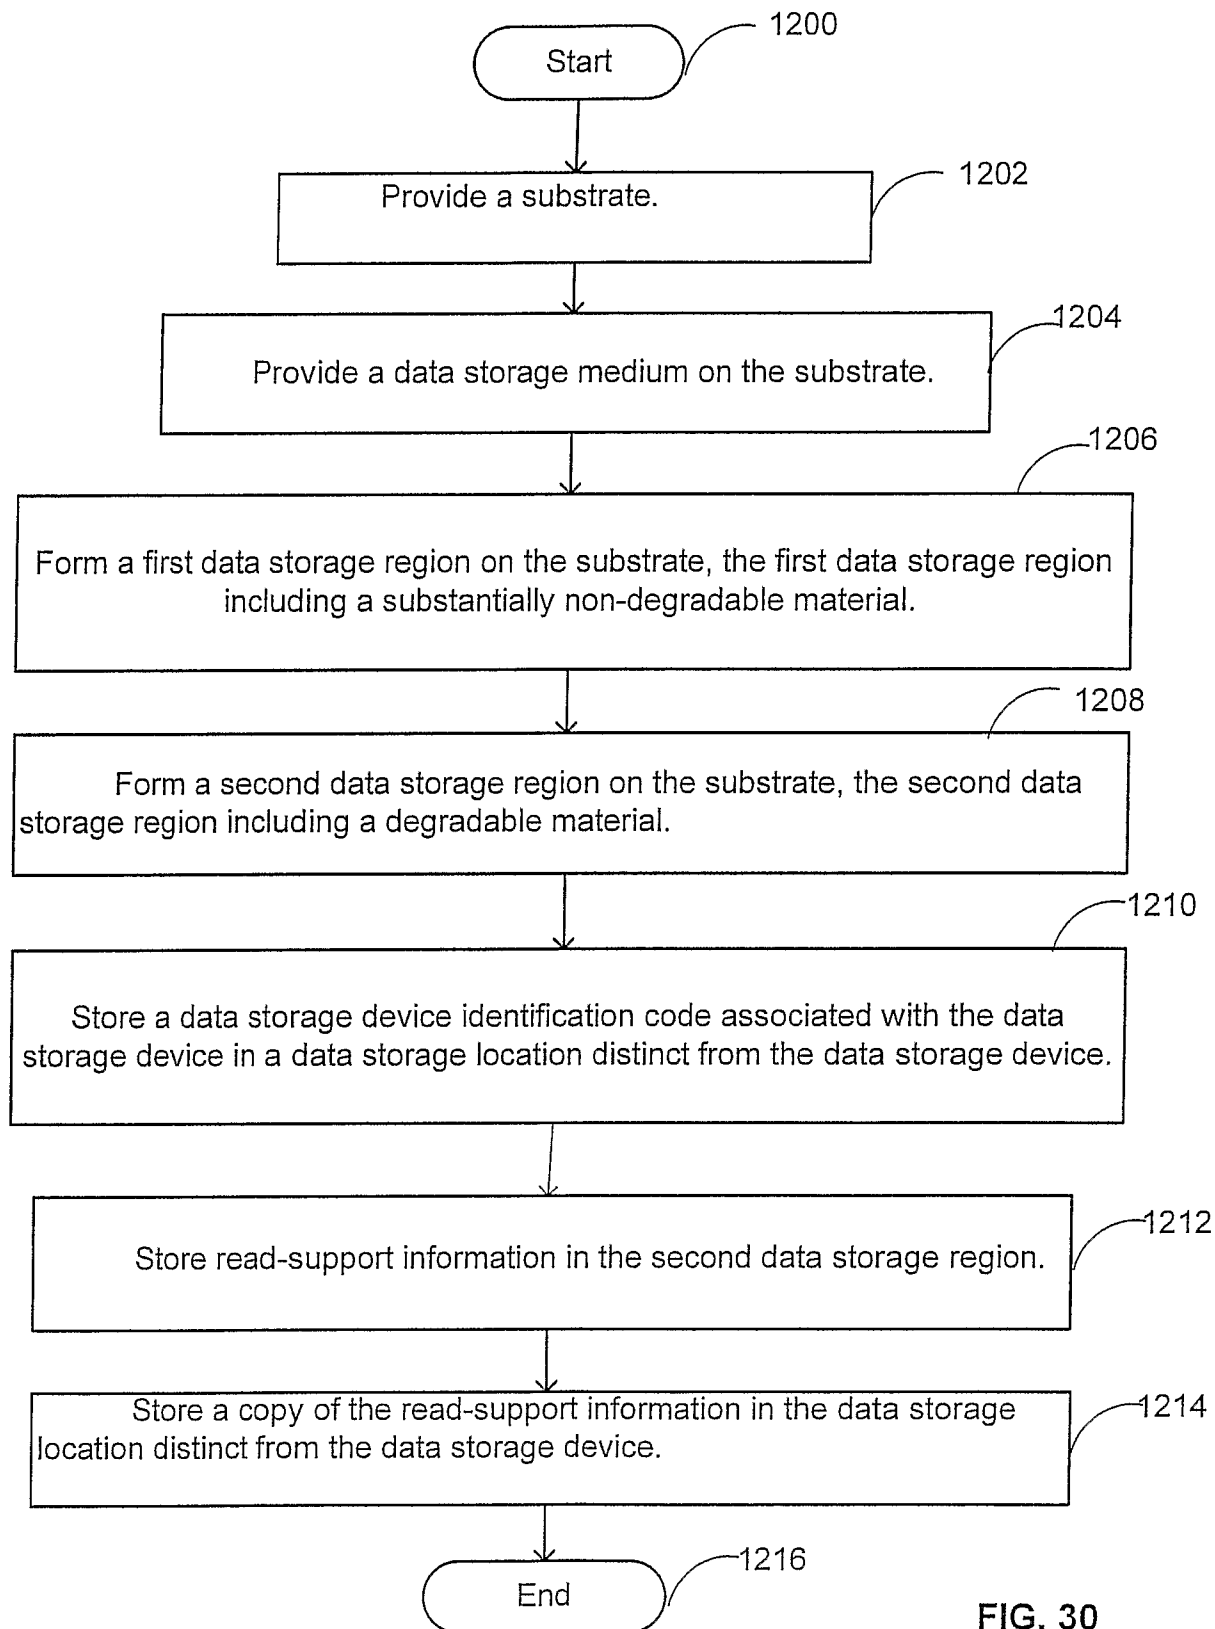 1200
Start
1202
Provide a substrate.
1204
Provide a data storage medium on the substrate.
1206
Form a first data storage region on the substrate, the first data storage region
including a substantially non-degradable material.
1208
Form a second data storage region on the substrate, the second data
storage region including a degradable material.
1210
Store a data storage device identification code associated with the data
storage device in a data storage location distinct from the data storage device.
1212
Store read-support information in the second data storage region.
1214
Store a copy of the read-support information in the data storage
location distinct from the data storage device.
1216
End
FIG. 30